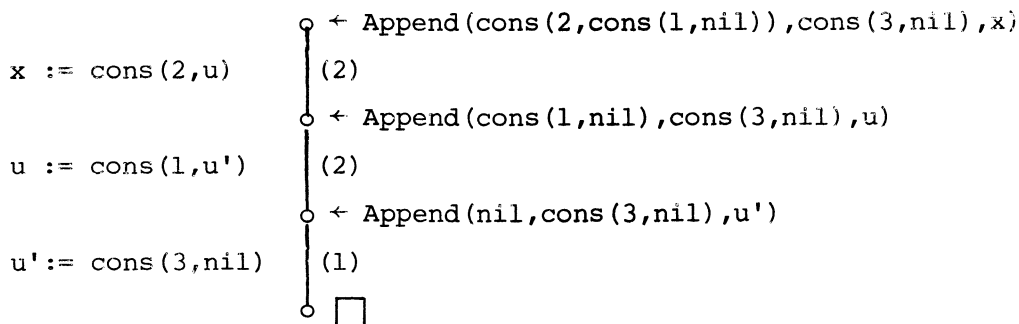 ← Append(cons(2,cons(1,nil)),cons(3,nil),x)
x := cons(2,u) (2)
← Append(cons(1,nil),cons(3,nil),u)
u := cons(1,u') (2)
← Append(nil,cons(3,nil),u')
u':= cons(3,nil) (1)
□